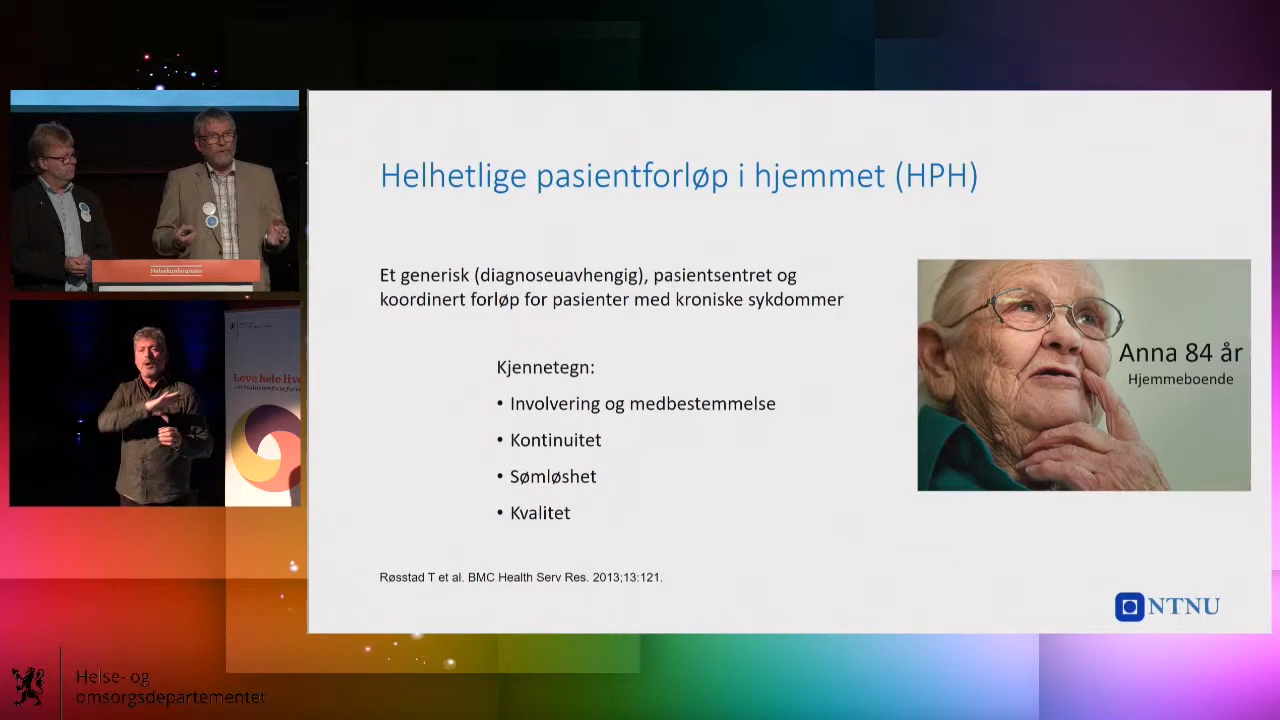 Helhetlige pasientforløp i hjemmet (HPH)
Et generisk (diagnoseuavhengig), pasientsentret og
koordinert forløp for pasienter med kroniske sykdommer
Kjennetegn:
• Involvering og medbestemmelse
• Kontinuitet
• Sømløshet
• Kvalitet
Anna 84 år
Hjemmeboende
Røsstad T et al. BMC Health Serv Res. 2013;13:121.
NTNU
Helsekonferansen
Leve hele live
Helse- og
omsorgsdepartementet